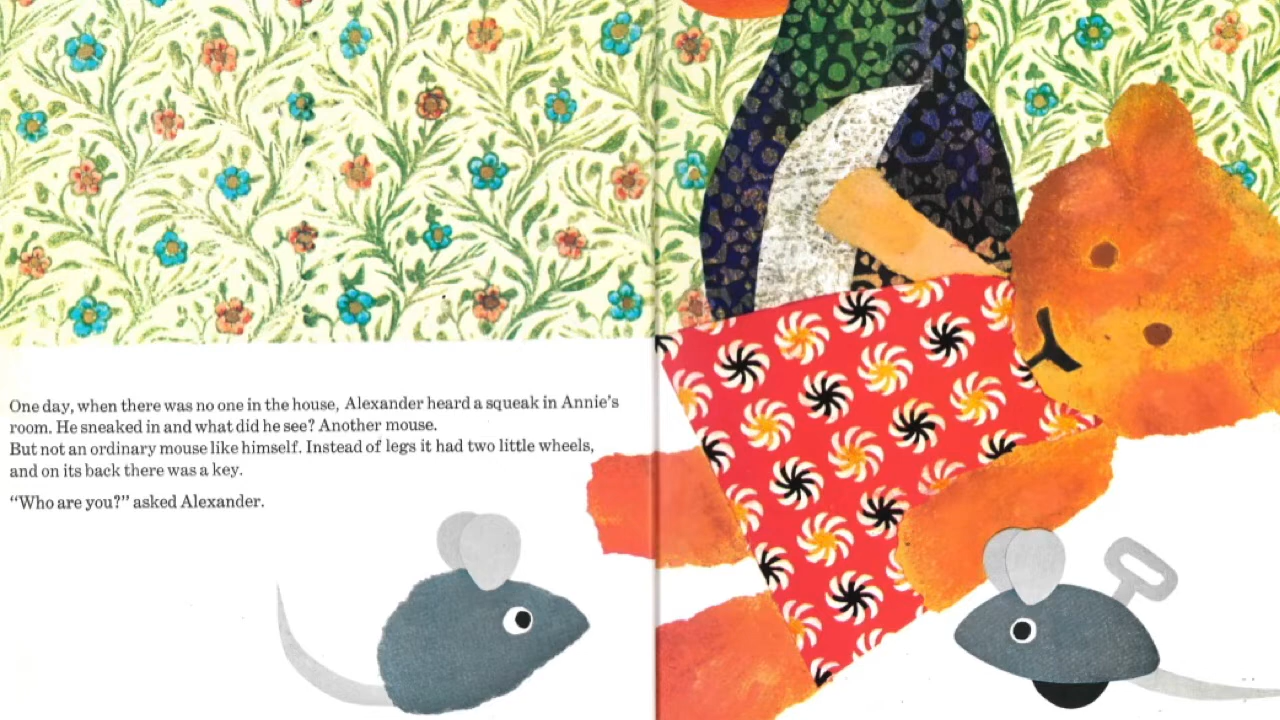 One day, when there was no one in the house, Alexander heard a squeak in Annie's
room. He sneaked in and what did he see? Another mouse.
But not an ordinary mouse like himself. Instead of legs it had two little wheels,
and on its back there was a key.
“Who are you?” asked Alexander.